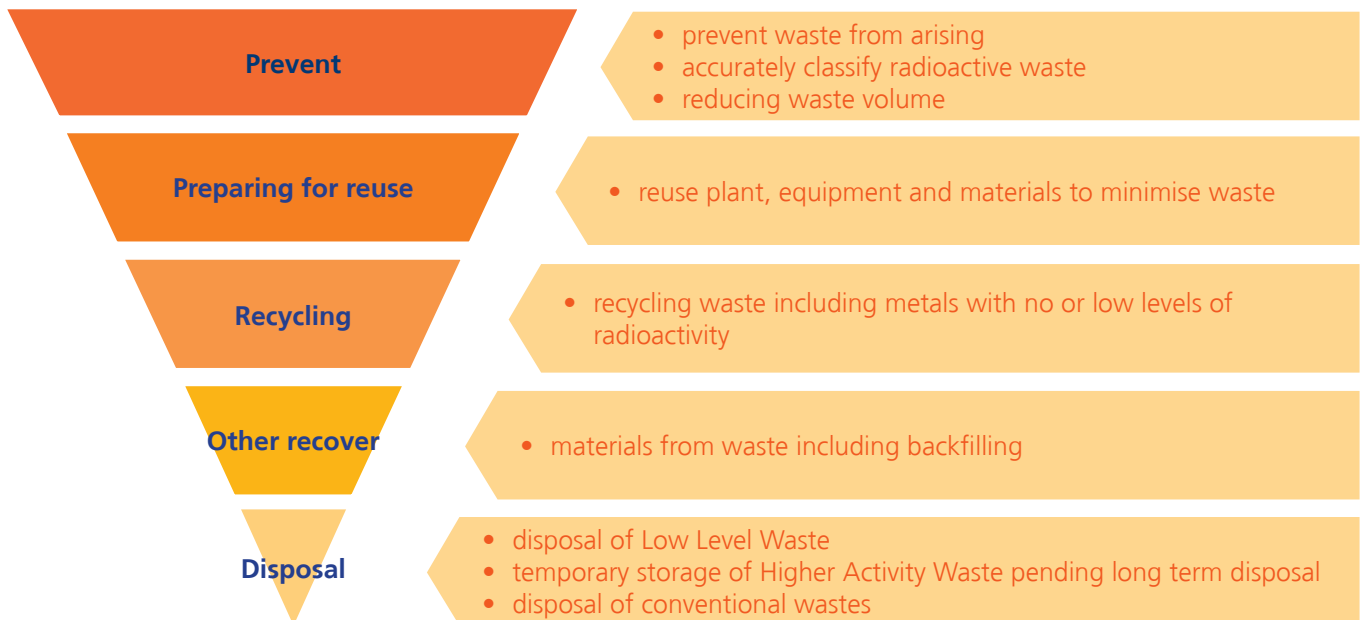 Prevent
• prevent waste from arising
• accurately classify radioactive waste
• reducing waste volume
Preparing for reuse
• reuse plant, equipment and materials to minimise waste
Recycling
• recycling waste including metals with no or low levels of
radioactivity
Other recover
• materials from waste including backfilling
Disposal
• disposal of Low Level Waste
• temporary storage of Higher Activity Waste pending long term disposal
• disposal of conventional wastes